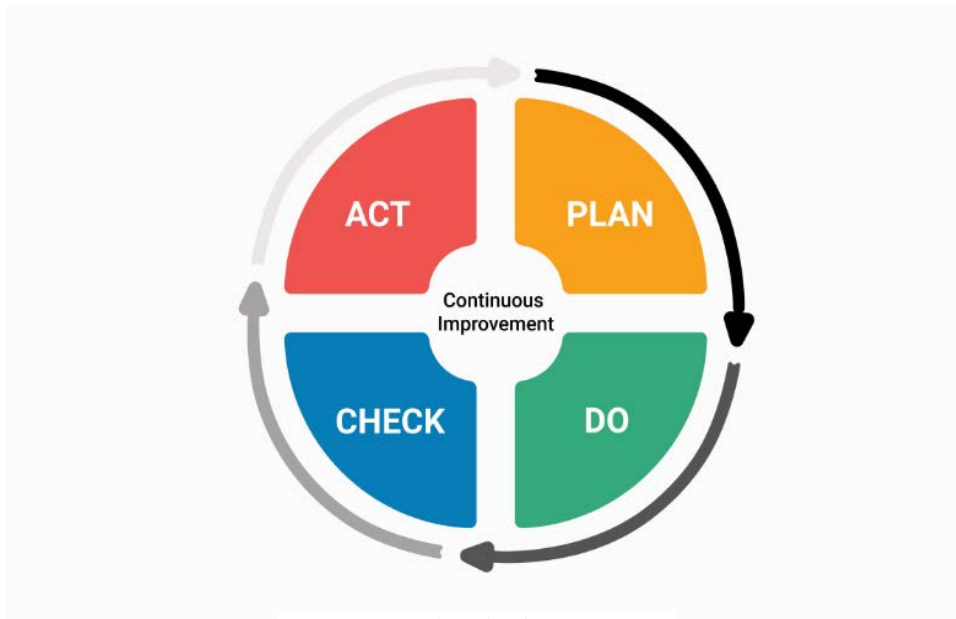 ACT
PLAN
Continuous
Improvement
CHECK
DO